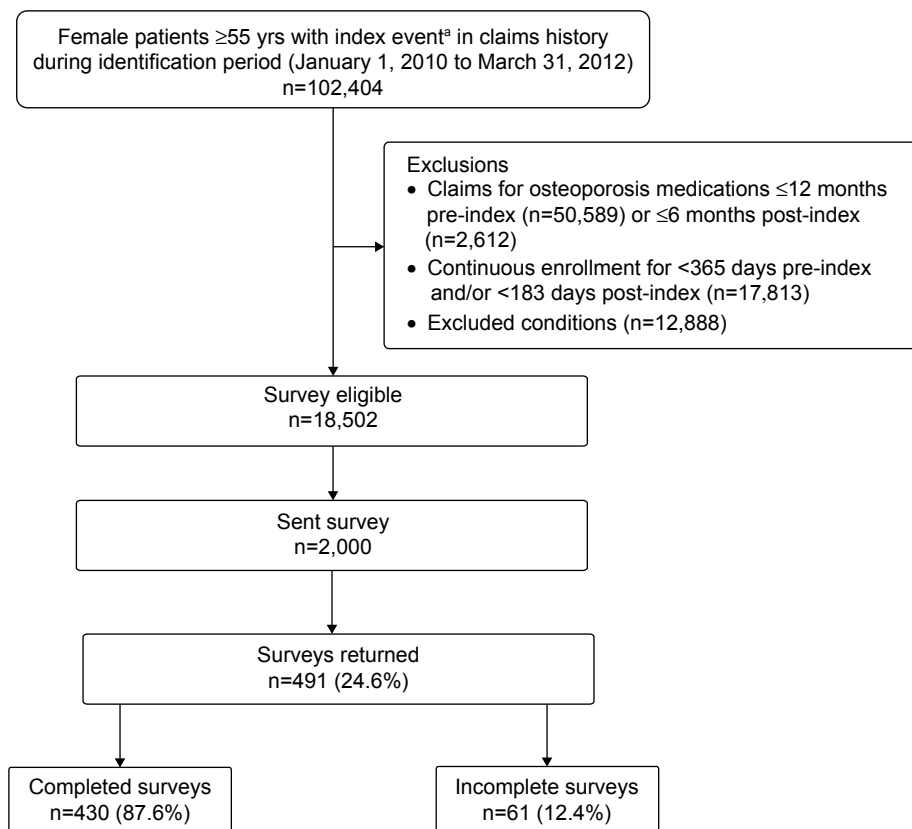 Female patients ≥55 yrs with index eventᵃ in claims history
during identification period (January 1, 2010 to March 31, 2012)
n=102,404
Exclusions
• Claims for osteoporosis medications ≤12 months
pre-index (n=50,589) or ≤6 months post-index
(n=2,612)
• Continuous enrollment for <365 days pre-index
and/or <183 days post-index (n=17,813)
• Excluded conditions (n=12,888)
Survey eligible
n=18,502
Sent survey
n=2,000
Surveys returned
n=491 (24.6%)
Completed surveys
n=430 (87.6%)
Incomplete surveys
n=61 (12.4%)